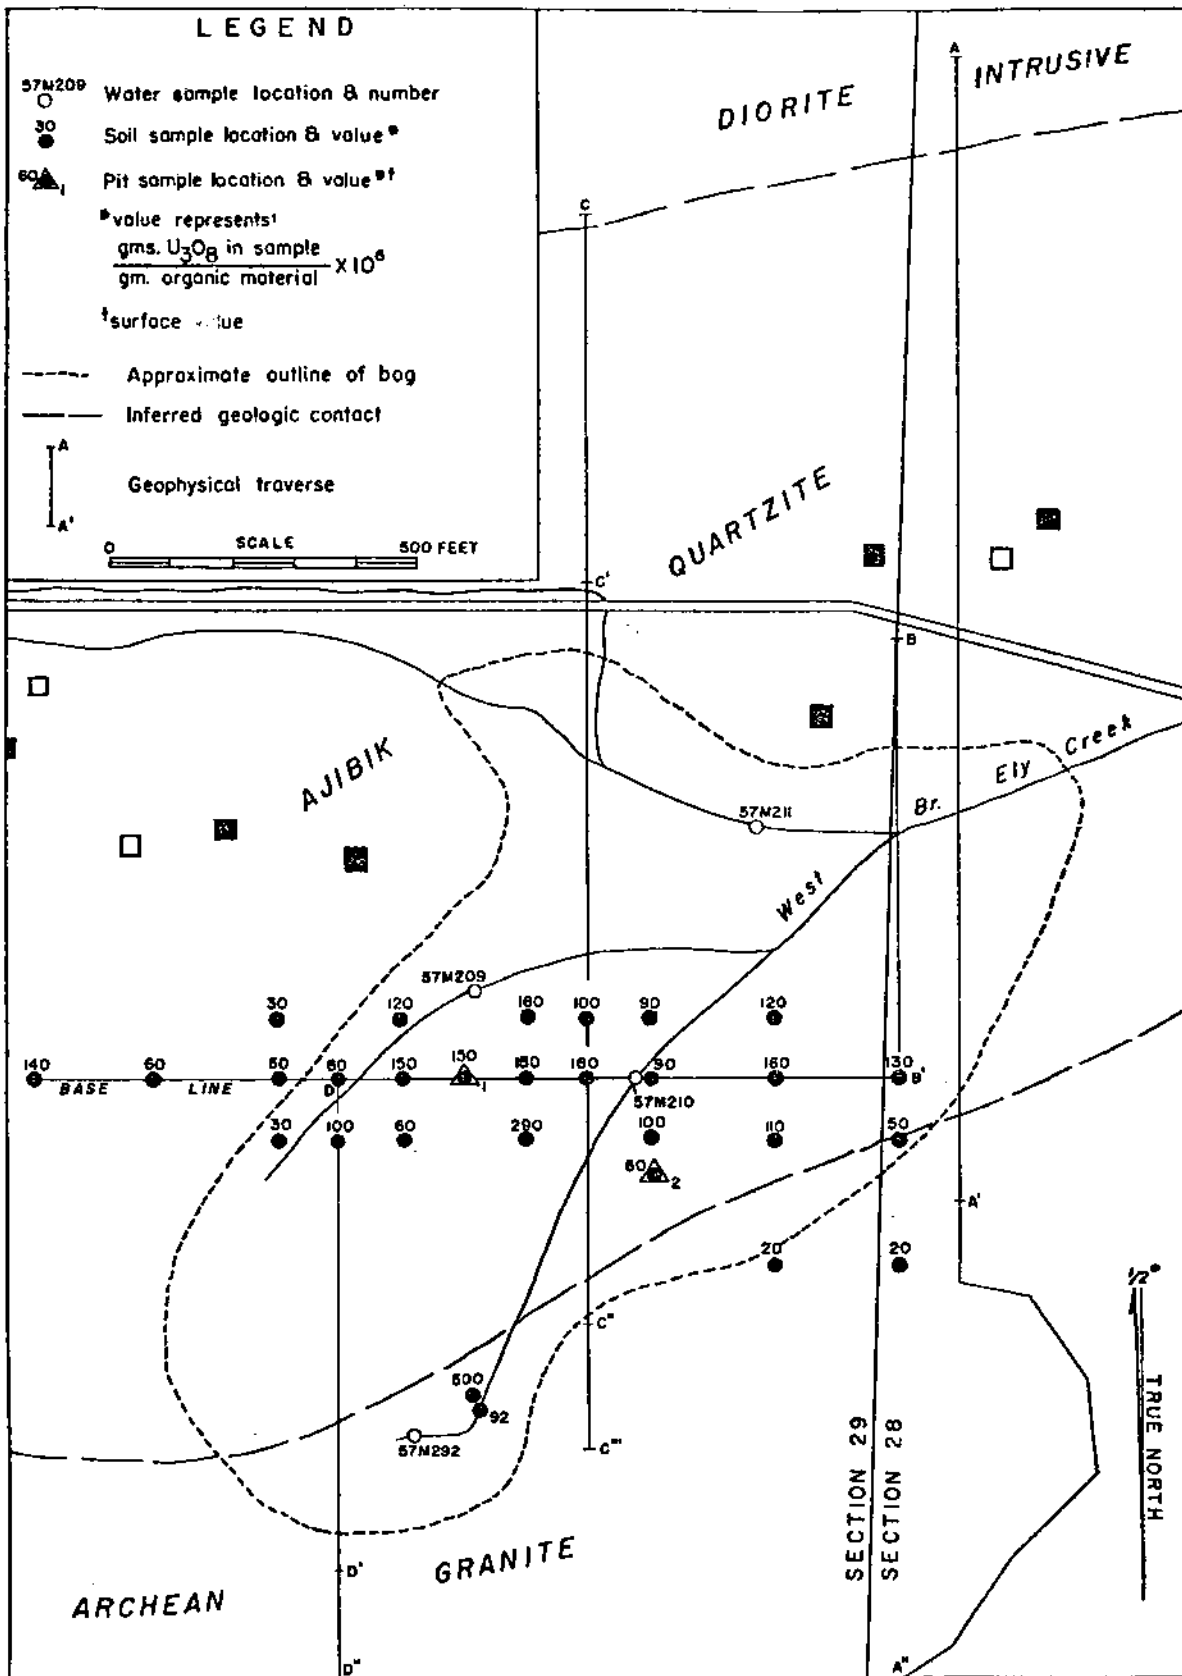 LEGEND
57M209
Water sample location & number
30
Soil sample location & value*
60 1
Pit sample location & value*†
*value represents:
gms. U3O8 in sample
gm. organic material X10
†surface
Approximate outline of bog
Inferred geologic contact
A
A'
Geophysical traverse
0 SCALE 500 FEET
DIORITE INTRUSIVE
A
C
QUARTZITE
C'
B
AJIBIK
57M211
West Br. Ely Creek
57M209
30 120 160 100 90 120
140 60 50 60 150 150 1 150 160 90 160 130
BASE LINE D B'
57M210
30 100 60 290 100 110 50
60 2
A'
20 20
C"
500
92
57M292
C"'
SECTION 29
SECTION 28
1/2°
TRUE NORTH
D'
ARCHEAN GRANITE
D"
A"